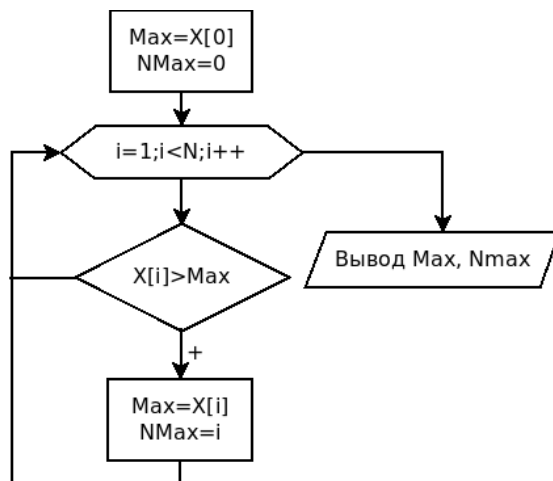 Max=X[0]
NMax=0
i=1;i<N;i++
X[i]>Max
Вывод Max, Nmax
+
Max=X[i]
NMax=i